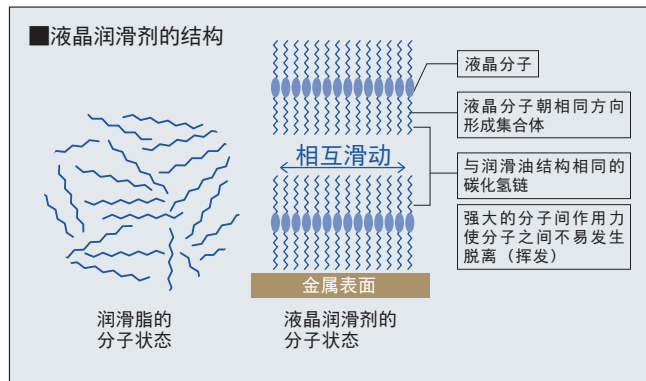 ■液晶润滑剂的结构
液晶分子
液晶分子朝相同方向
形成集合体
相互滑动
与润滑油结构相同的
碳化氢链
强大的分子间作用力
使分子之间不易发生
脱离（挥发）
金属表面
润滑脂的
分子状态
液晶润滑剂的
分子状态